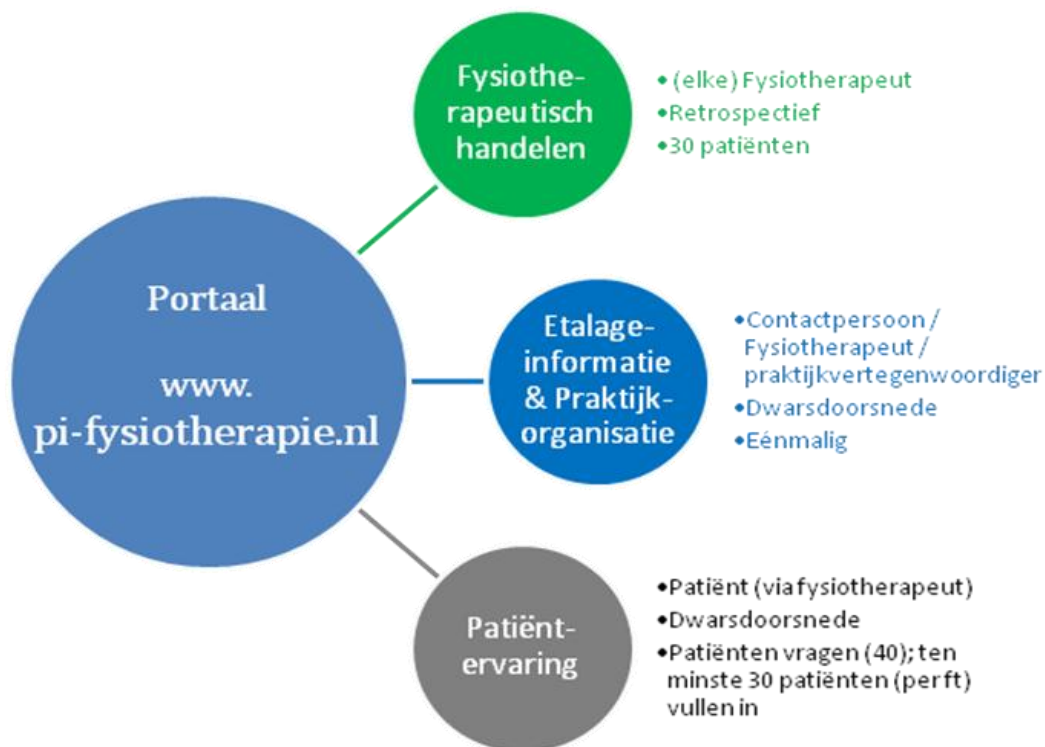 Fysiothe-
rapeutisch
handelen
•(elke) Fysiotherapeut
•Retrospectief
•30 patiënten
Portaal
www.
pi-fysiotherapie.nl
Etalage-
informatie
& Praktijk-
organisatie
•Contactpersoon /
Fysiotherapeut /
praktijkvertegenwoordiger
•Dwarsdoorsnede
•Eénmalig
Patiënt-
ervaring
•Patiënt (via fysiotherapeut)
•Dwarsdoorsnede
•Patiënten vragen (40); ten
minste 30 patiënten (per ft)
vullen in